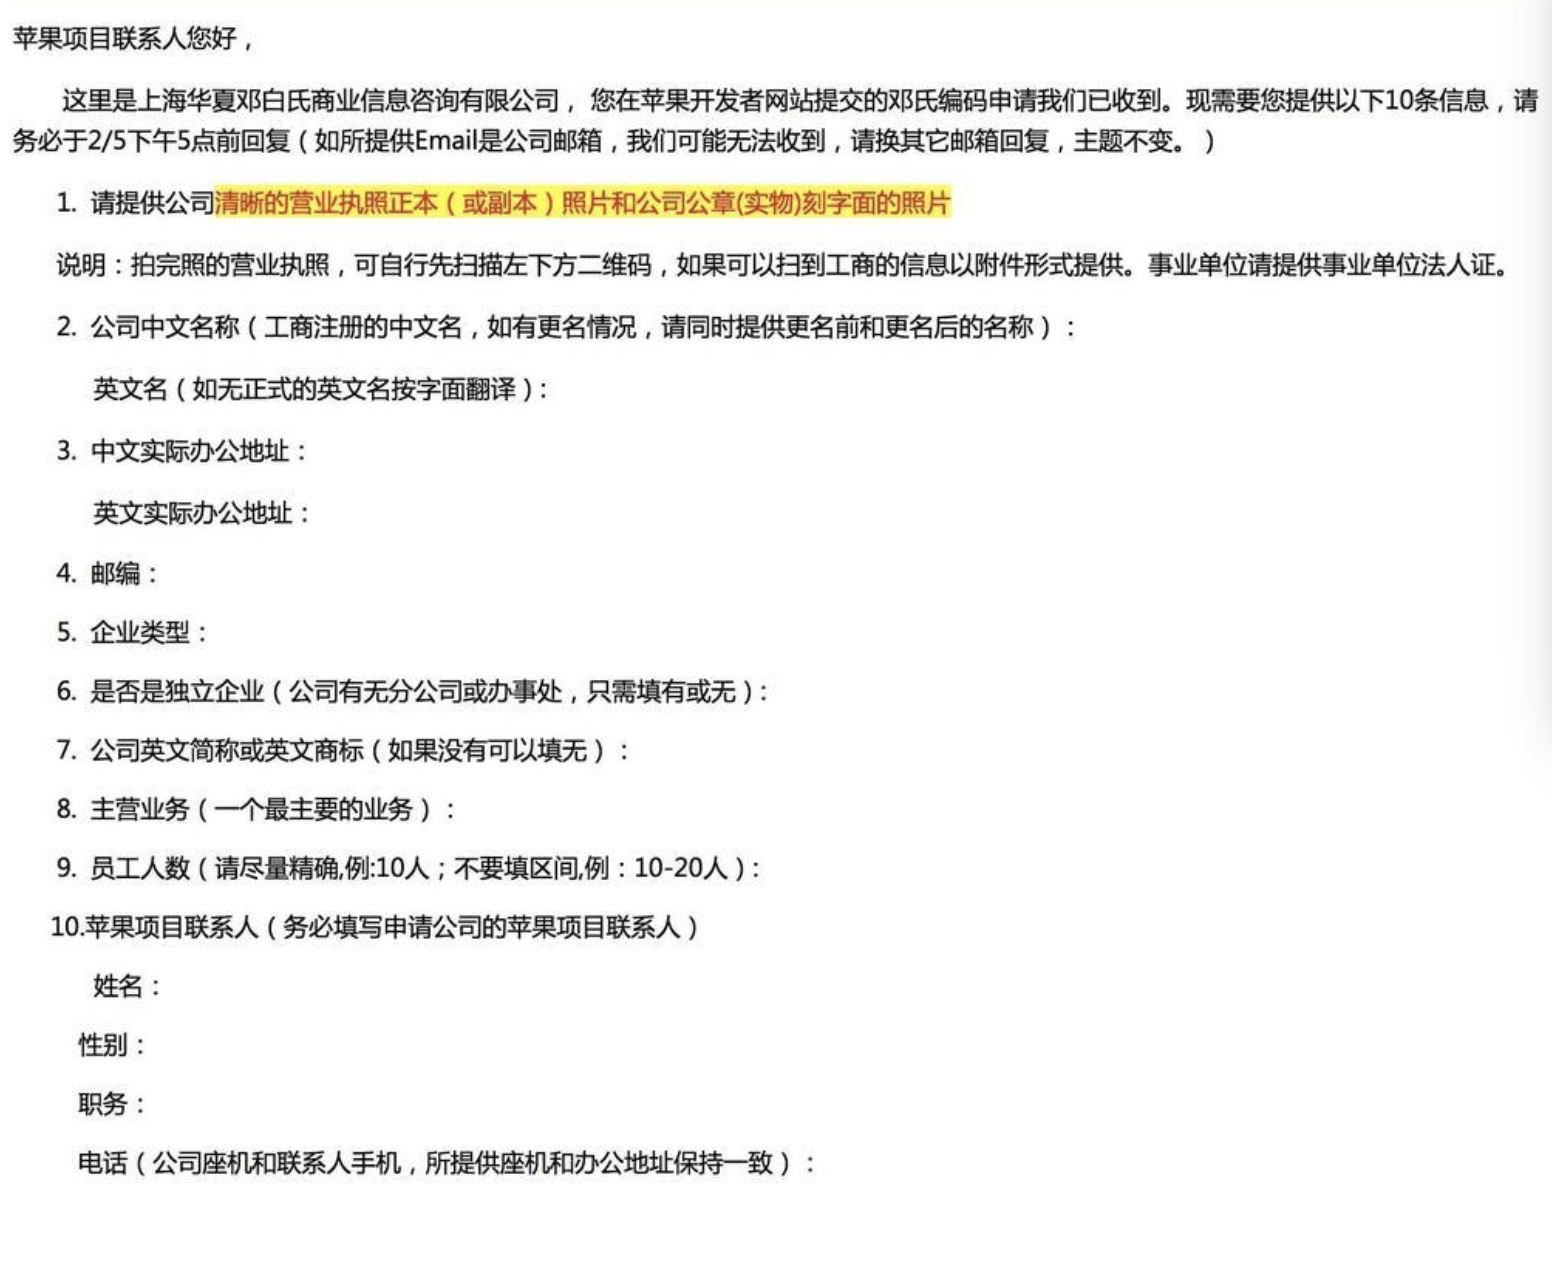 苹果项目联系人您好，
这里是上海华夏邓白氏商业信息咨询有限公司， 您在苹果开发者网站提交的邓氏编码申请我们已收到。现需要您提供以下10条信息，请
务必于2/5下午5点前回复（如所提供Email是公司邮箱，我们可能无法收到，请换其它邮箱回复，主题不变。）
1. 请提供公司清晰的营业执照正本（或副本）照片和公司公章(实物)刻字面的照片
说明：拍完照的营业执照，可自行先扫描左下方二维码，如果可以扫到工商的信息以附件形式提供。事业单位请提供事业单位法人证。
2. 公司中文名称（工商注册的中文名，如有更名情况，请同时提供更名前和更名后的名称）：
英文名（如无正式的英文名按字面翻译）：
3. 中文实际办公地址：
英文实际办公地址：
4. 邮编：
5. 企业类型：
6. 是否是独立企业（公司有无分公司或办事处，只需填有或无）：
7. 公司英文简称或英文商标（如果没有可以填无）：
8. 主营业务（一个最主要的业务）：
9. 员工人数（请尽量精确,例:10人；不要填区间,例：10-20人）：
10.苹果项目联系人（务必填写申请公司的苹果项目联系人）
姓名：
性别：
职务：
电话（公司座机和联系人手机，所提供座机和办公地址保持一致）：